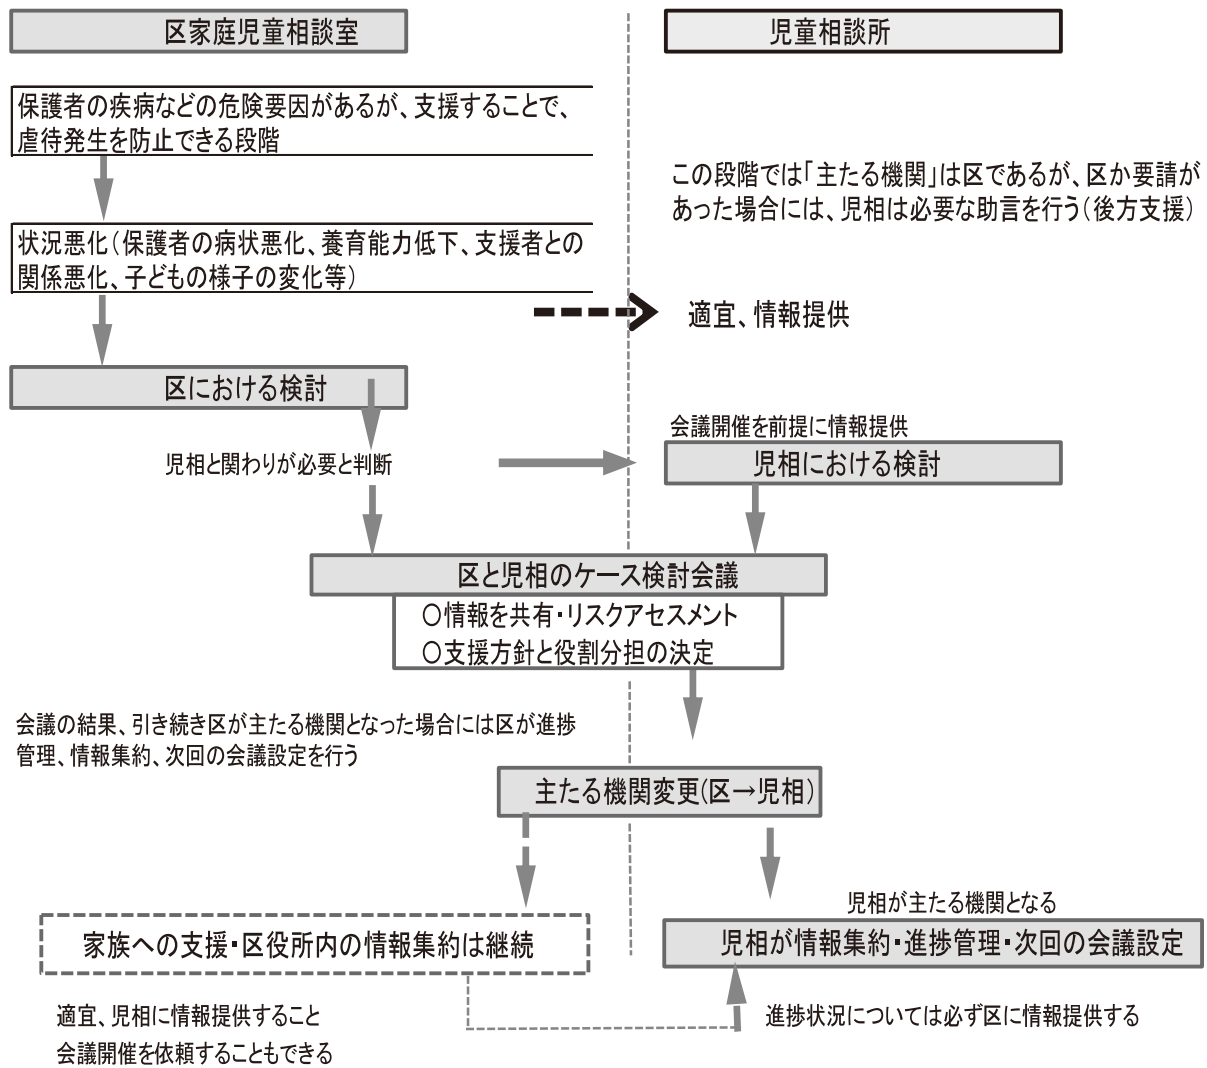 区家庭児童相談室
児童相談所
保護者の疾病などの危険要因があるが、支援することで、
虐待発生を防止できる段階
この段階では「主たる機関」は区であるが、区か要請が
あった場合には、児相は必要な助言を行う(後方支援)
状況悪化(保護者の病状悪化、養育能力低下、支援者との
関係悪化、子どもの様子の変化等)
適宜、情報提供
区における検討
会議開催を前提に情報提供
児相と関わりが必要と判断
児相における検討
区と児相のケース検討会議
○情報を共有・リスクアセスメント
○支援方針と役割分担の決定
会議の結果、引き続き区が主たる機関となった場合には区が進捗
管理、情報集約、次回の会議設定を行う
主たる機関変更(区→児相)
児相が主たる機関となる
家族への支援・区役所内の情報集約は継続
児相が情報集約・進捗管理・次回の会議設定
適宜、児相に情報提供すること
会議開催を依頼することもできる
進捗状況については必ず区に情報提供する